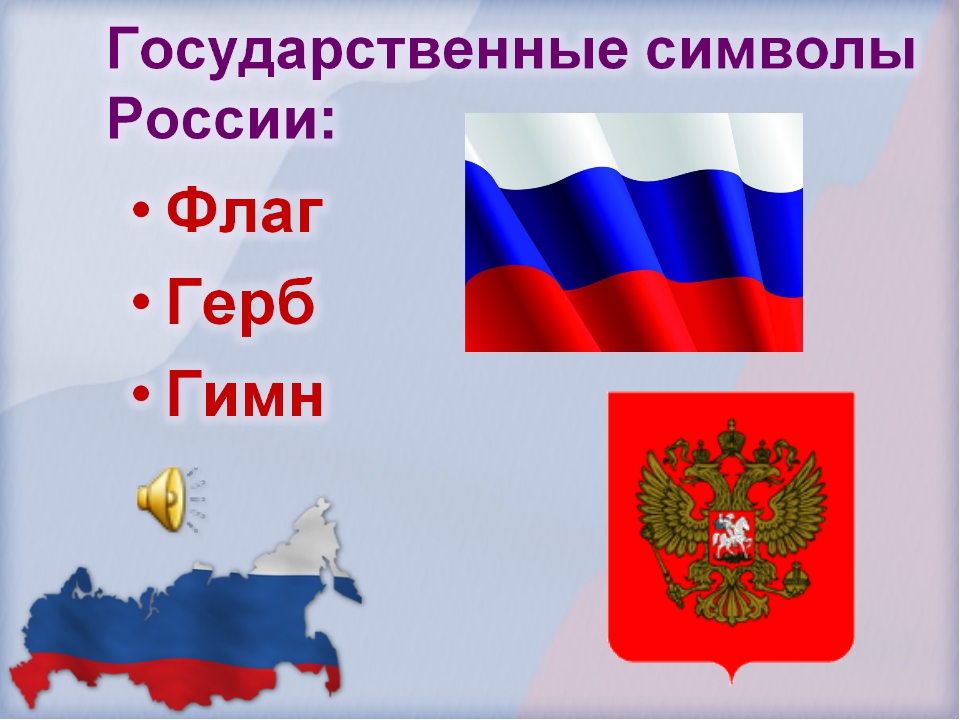 Государственные символы
России:
• Флаг
• Герб
• Гимн